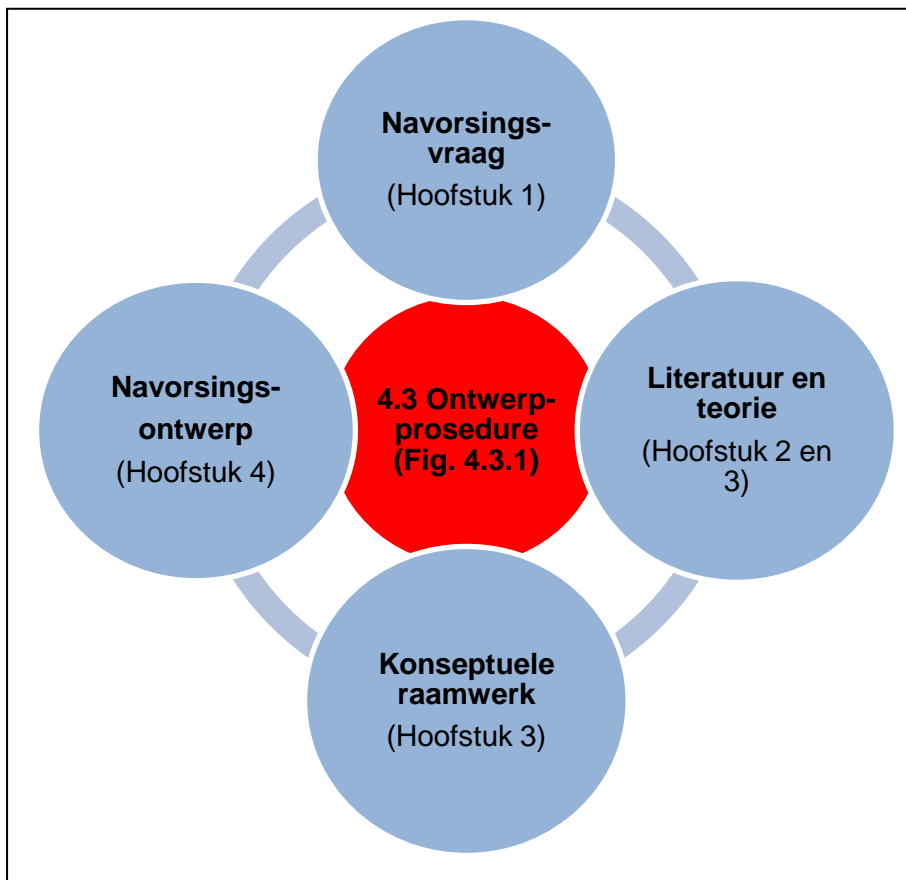 Navorsings-
vraag
(Hoofstuk 1)
Navorsings-
ontwerp
(Hoofstuk 4)
4.3 Ontwerp-
prosedure
(Fig. 4.3.1)
Literatuur en
teorie
(Hoofstuk 2 en
3)
Konseptuele
raamwerk
(Hoofstuk 3)